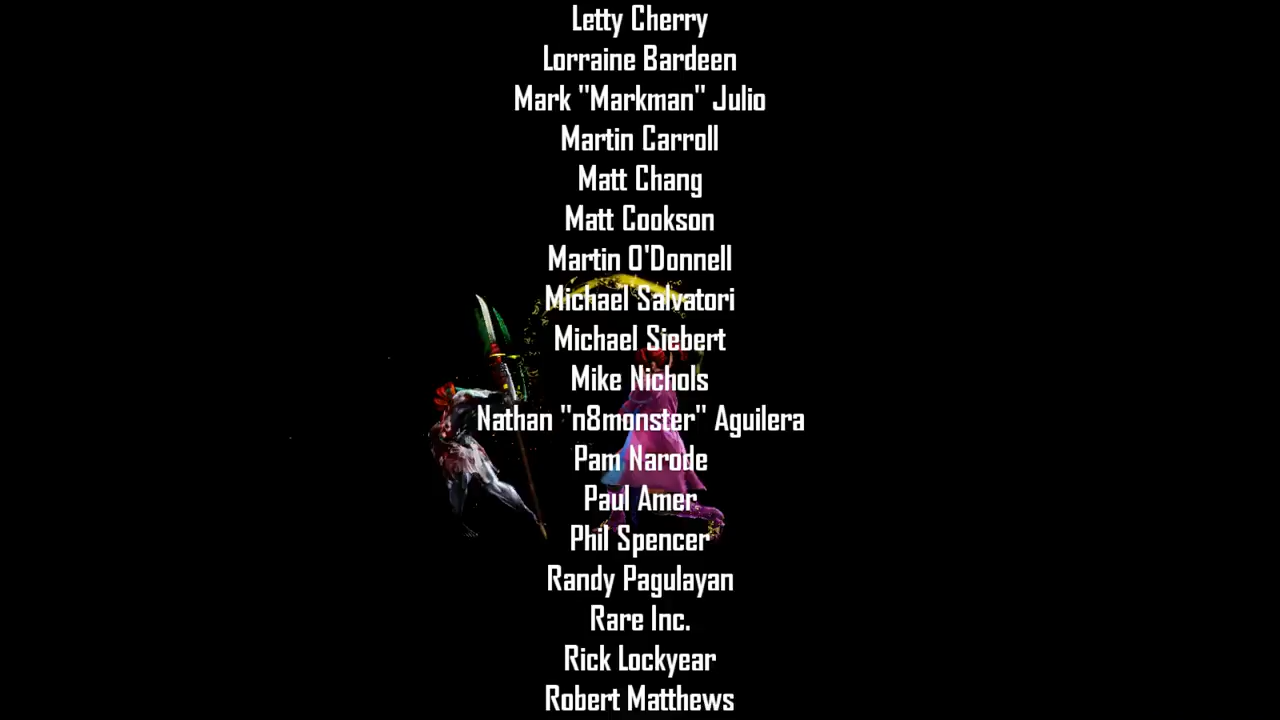 Letty Cherry
Lorraine Bardeen
Mark "Markman" Julio
Martin Carroll
Matt Chang
Matt Cookson
Martin O'Donnell
Michael Salvatori
Michael Siebert
Mike Nichols
Nathan "n8monster" Aguilera
Pam Narode
Paul Amer
Phil Spencer
Randy Pagulayan
Rare Inc.
Rick Lockyear
Robert Matthews